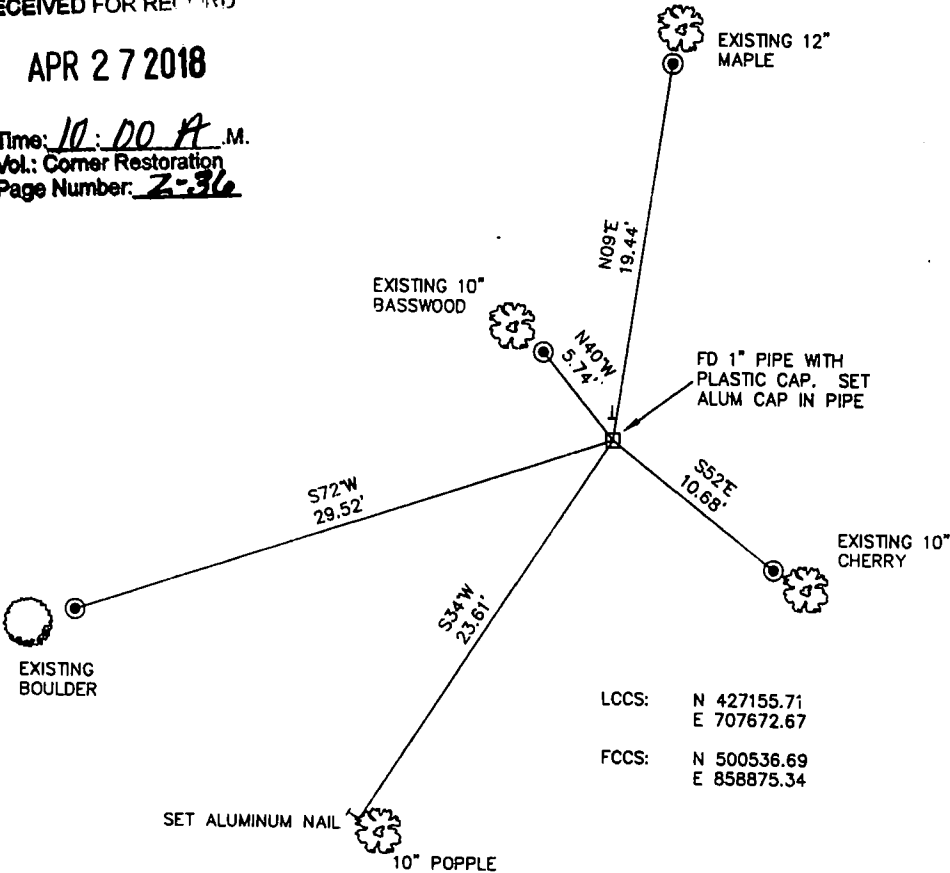 RECEIVED FOR RECORD
APR 27 2018
Time: 10:00 A.M.
Vol.: Corner Restoration
Page Number: Z-36
EXISTING 12"
MAPLE
N09°E
19.44'
EXISTING 10"
BASSWOOD
N40°W
5.74'
FD 1" PIPE WITH
PLASTIC CAP. SET
ALUM CAP IN PIPE
S72°W
29.52'
S52°E
10.68'
EXISTING 10"
CHERRY
S34°W
23.61'
EXISTING
BOULDER
LCCS: N 427155.71
E 707672.67
FCCS: N 500536.69
E 858875.34
SET ALUMINUM NAIL
10" POPPLE